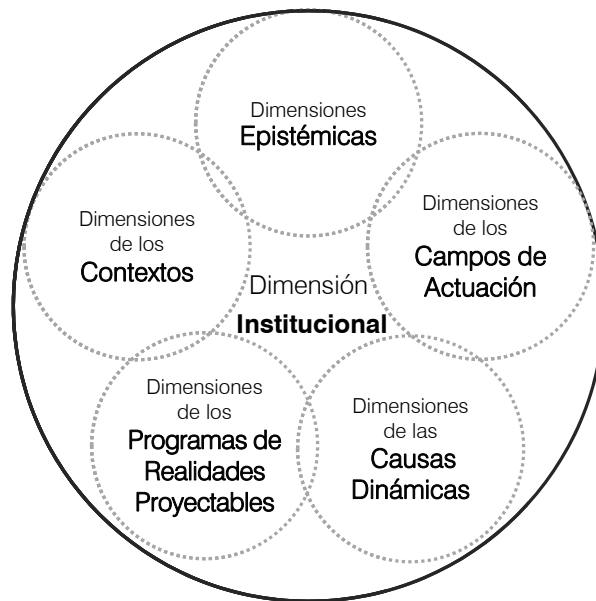 Dimensiones
Epistémicas
Dimensiones
de los
Contextos
Dimensiones
de los
Campos de
Actuación
Dimensión
Institucional
Dimensiones
de los
Programas de
Realidades
Proyectables
Dimensiones
de las
Causas
Dinámicas